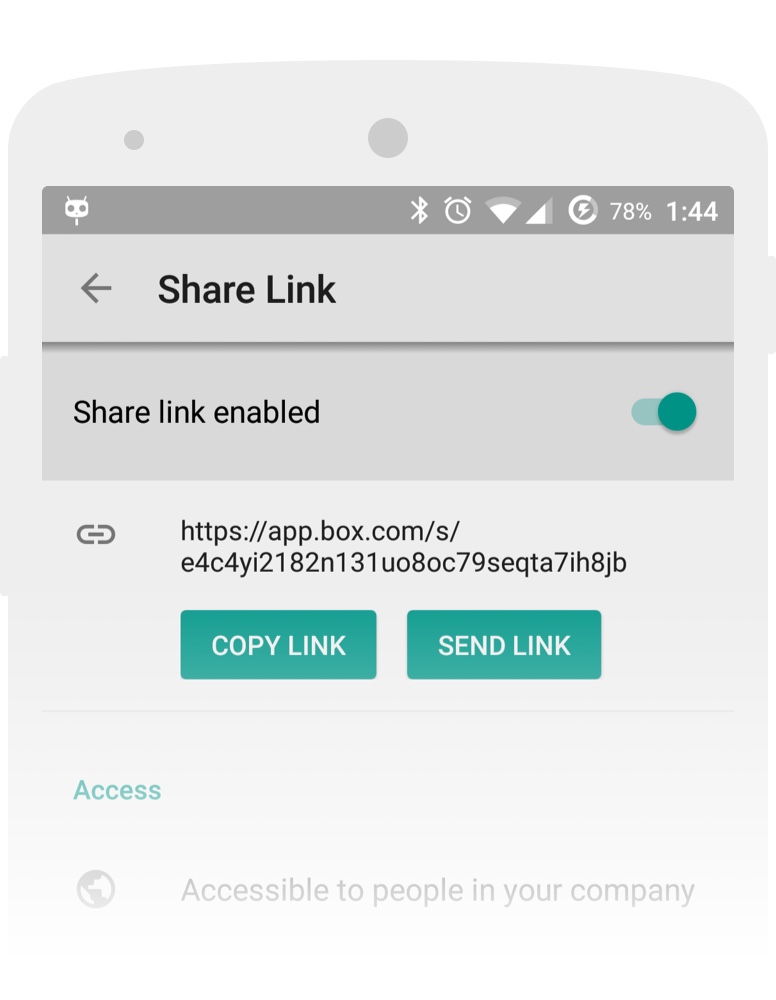 78% 1:44
Share Link
Share link enabled
https://app.box.com/s/
e4c4yi2182n131uo8oc79seqta7ih8jb
COPY LINK SEND LINK
Access
Accessible to people in your company